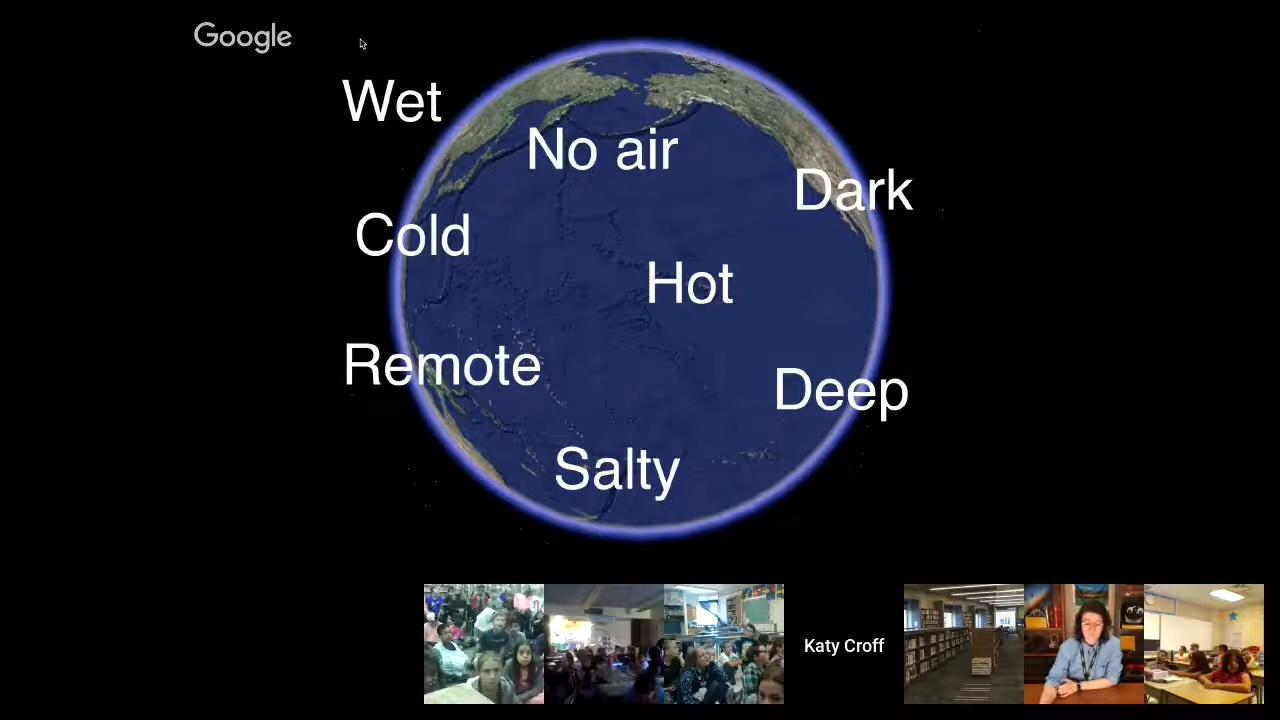 Google
Wet
No air
Dark
Cold
Hot
Remote
Deep
Salty
Katy Croff